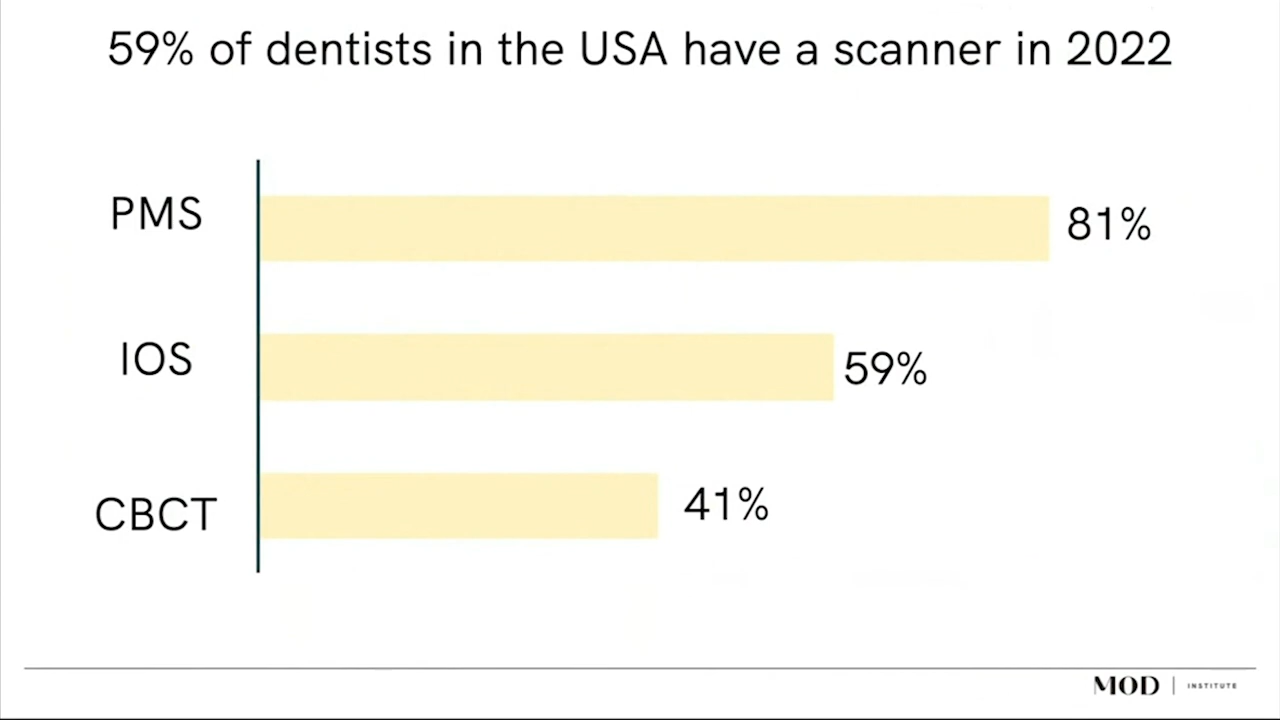 59% of dentists in the USA have a scanner in 2022
PMS
81%
IOS
59%
CBCT
41%
MOD | INSTITUTE